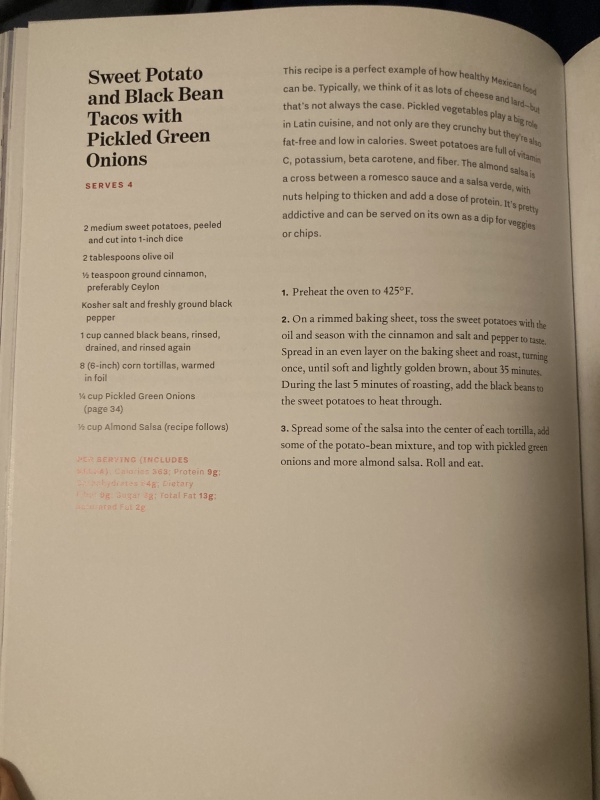 Sweet Potato
and Black Bean
Tacos with
Pickled Green
Onions
SERVES 4
2 medium sweet potatoes, peeled
and cut into 1-inch dice
2 tablespoons olive oil
½ teaspoon ground cinnamon,
preferably Ceylon
Kosher salt and freshly ground black
pepper
1 cup canned black beans, rinsed,
drained, and rinsed again
8 (6-inch) corn tortillas, warmed
in foil
¼ cup Pickled Green Onions
(page 34)
½ cup Almond Salsa (recipe follows)
PER SERVING (INCLUDES
Calories 363; Protein 9g;
Carbohydrates
Dietary
Sugar
Total Fat 13g;
Saturated Fat 2g
This recipe is a perfect example of how healthy Mexican food
can be. Typically, we think of it as lots of cheese and lard—but
that's not always the case. Pickled vegetables play a big role
in Latin cuisine, and not only are they crunchy but they're also
fat-free and low in calories. Sweet potatoes are full of vitamin
C, potassium, beta carotene, and fiber. The almond salsa is
a cross between a romesco sauce and a salsa verde, with
nuts helping to thicken and add a dose of protein. It's pretty
addictive and can be served on its own as a dip for veggies
or chips.
1. Preheat the oven to 425°F.
2. On a rimmed baking sheet, toss the sweet potatoes with the
oil and season with the cinnamon and salt and pepper to taste.
Spread in an even layer on the baking sheet and roast, turning
once, until soft and lightly golden brown, about 35 minutes.
During the last 5 minutes of roasting, add the black beans to
the sweet potatoes to heat through.
3. Spread some of the salsa into the center of each tortilla, add
some of the potato-bean mixture, and top with pickled green
onions and more almond salsa. Roll and eat.